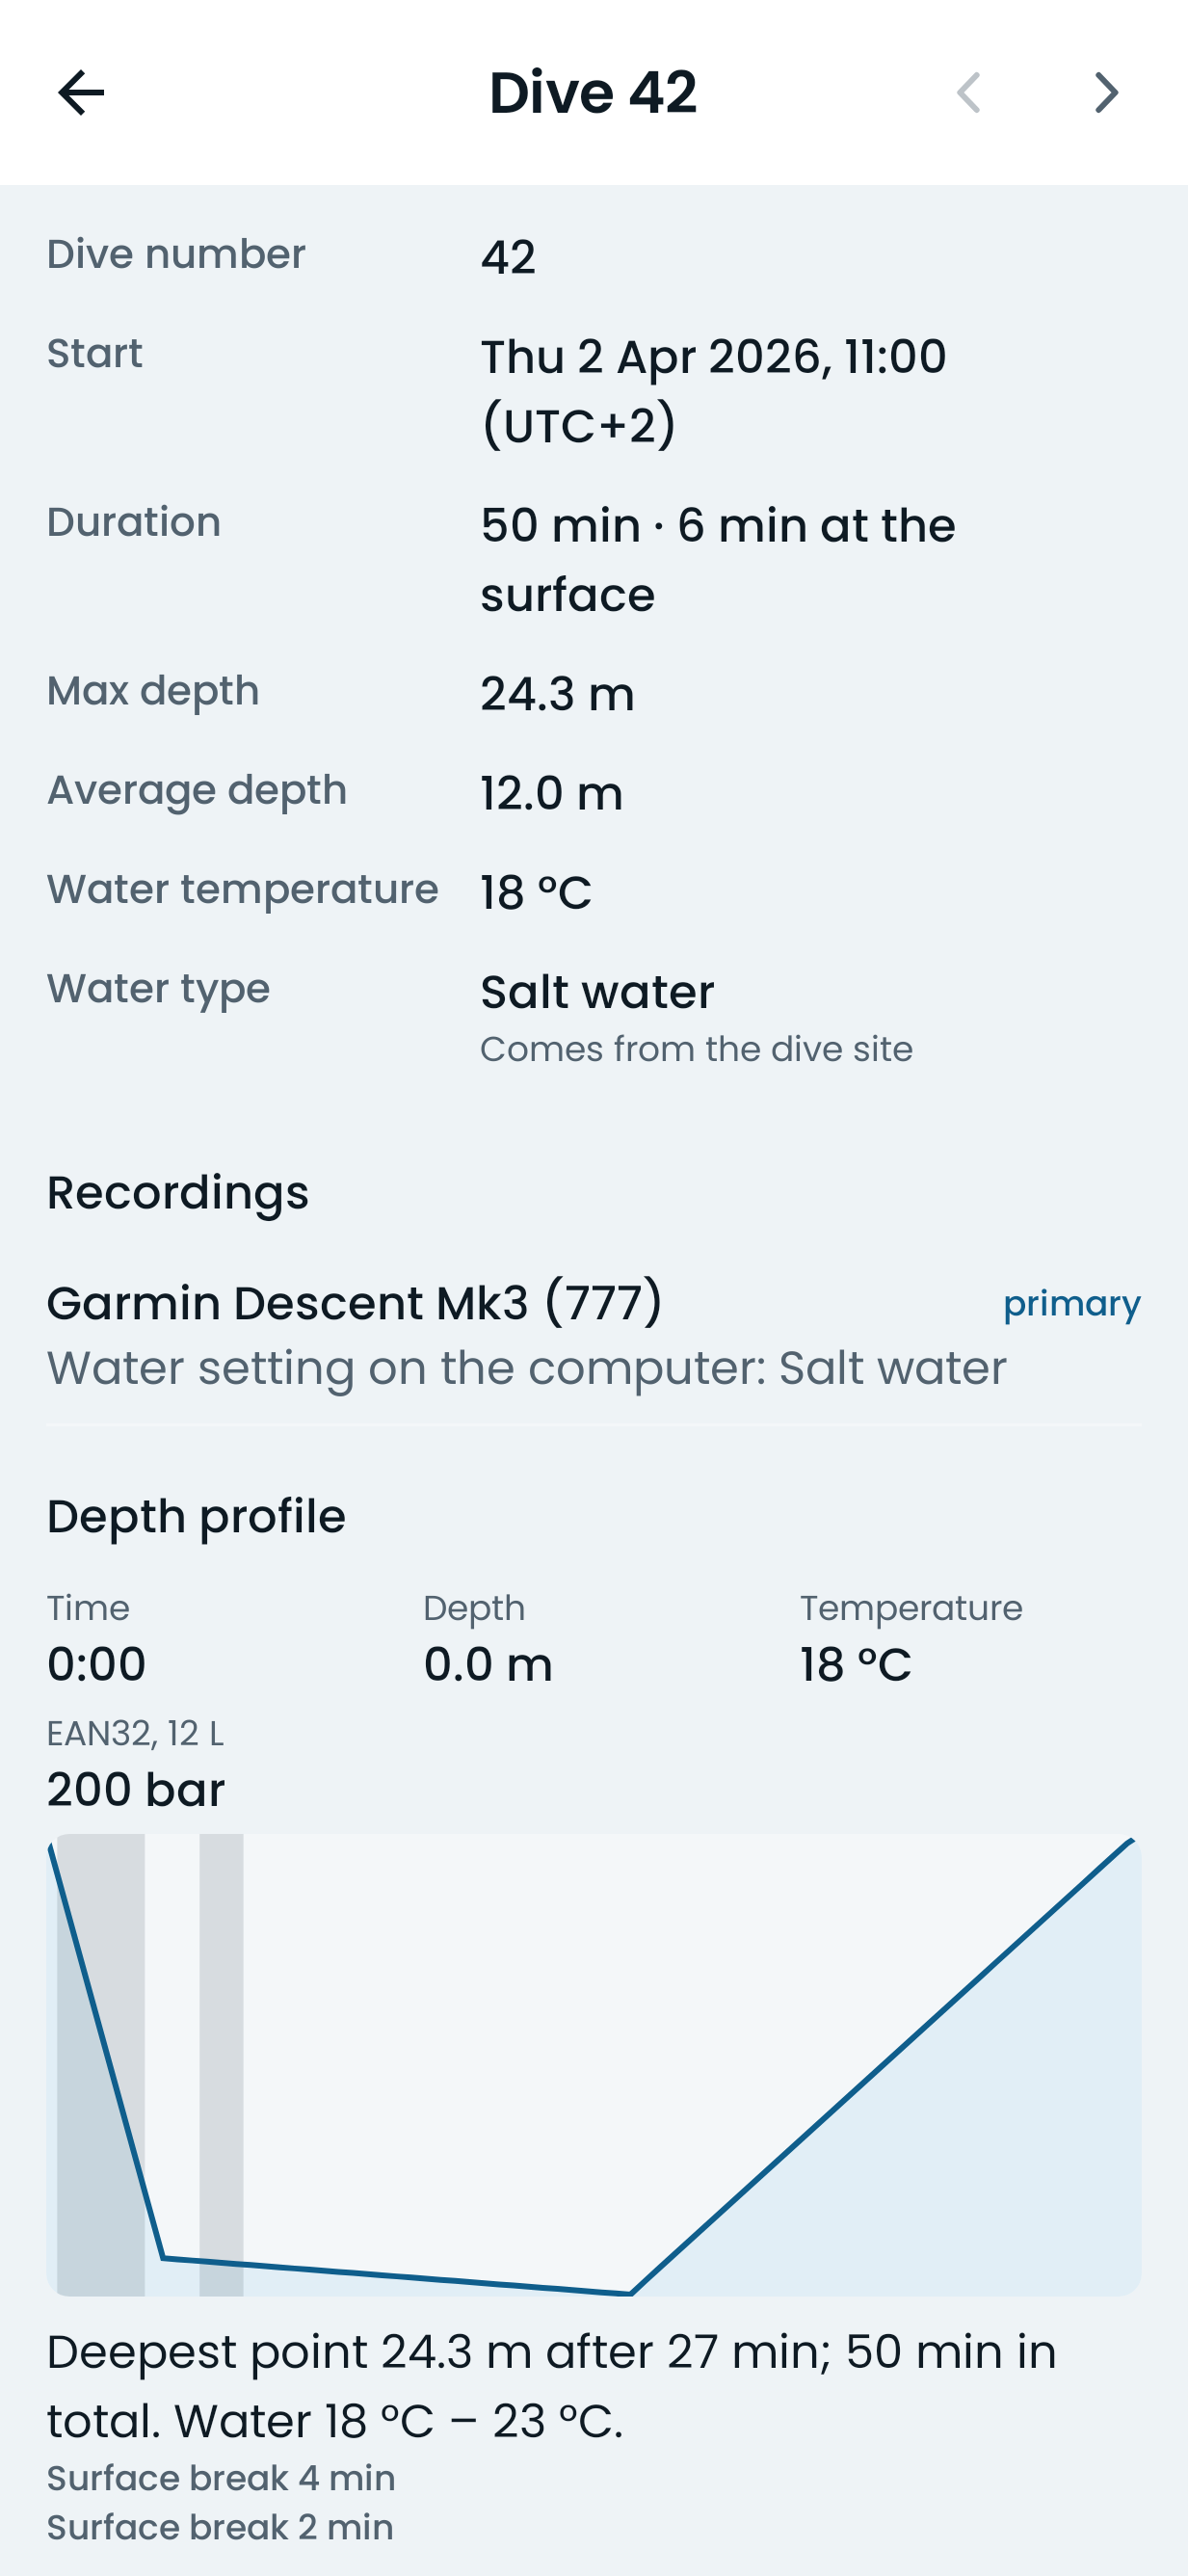 Dive 42
Dive number
42
Start
Thu 2 Apr 2026, 11:00
(UTC+2)
Duration
50 min · 6 min at the
surface
Max depth
24.3 m
Average depth
12.0 m
Water temperature
18 °C
Water type
Salt water
Comes from the dive site
Recordings
Garmin Descent Mk3 (777)
primary
Water setting on the computer: Salt water
Depth profile
Time
0:00
Depth
0.0 m
Temperature
18 °C
EAN32, 12 L
200 bar
Deepest point 24.3 m after 27 min; 50 min in
total. Water 18 °C – 23 °C.
Surface break 4 min
Surface break 2 min